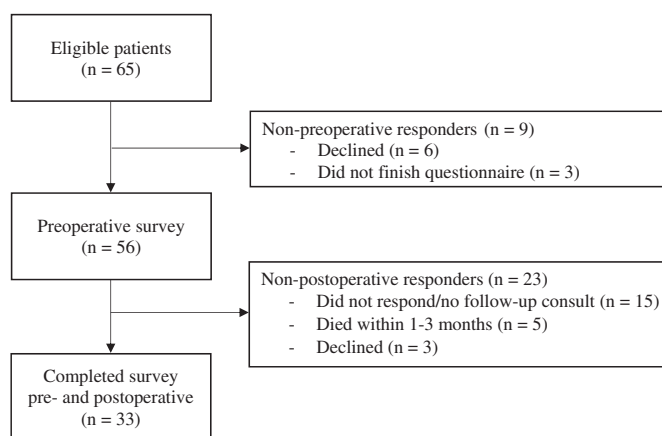 Eligible patients
(n = 65)
Non-preoperative responders (n = 9)
- Declined (n = 6)
- Did not finish questionnaire (n = 3)
Preoperative survey
(n = 56)
Non-postoperative responders (n = 23)
- Did not respond/no follow-up consult (n = 15)
- Died within 1-3 months (n = 5)
- Declined (n = 3)
Completed survey
pre- and postoperative
(n = 33)